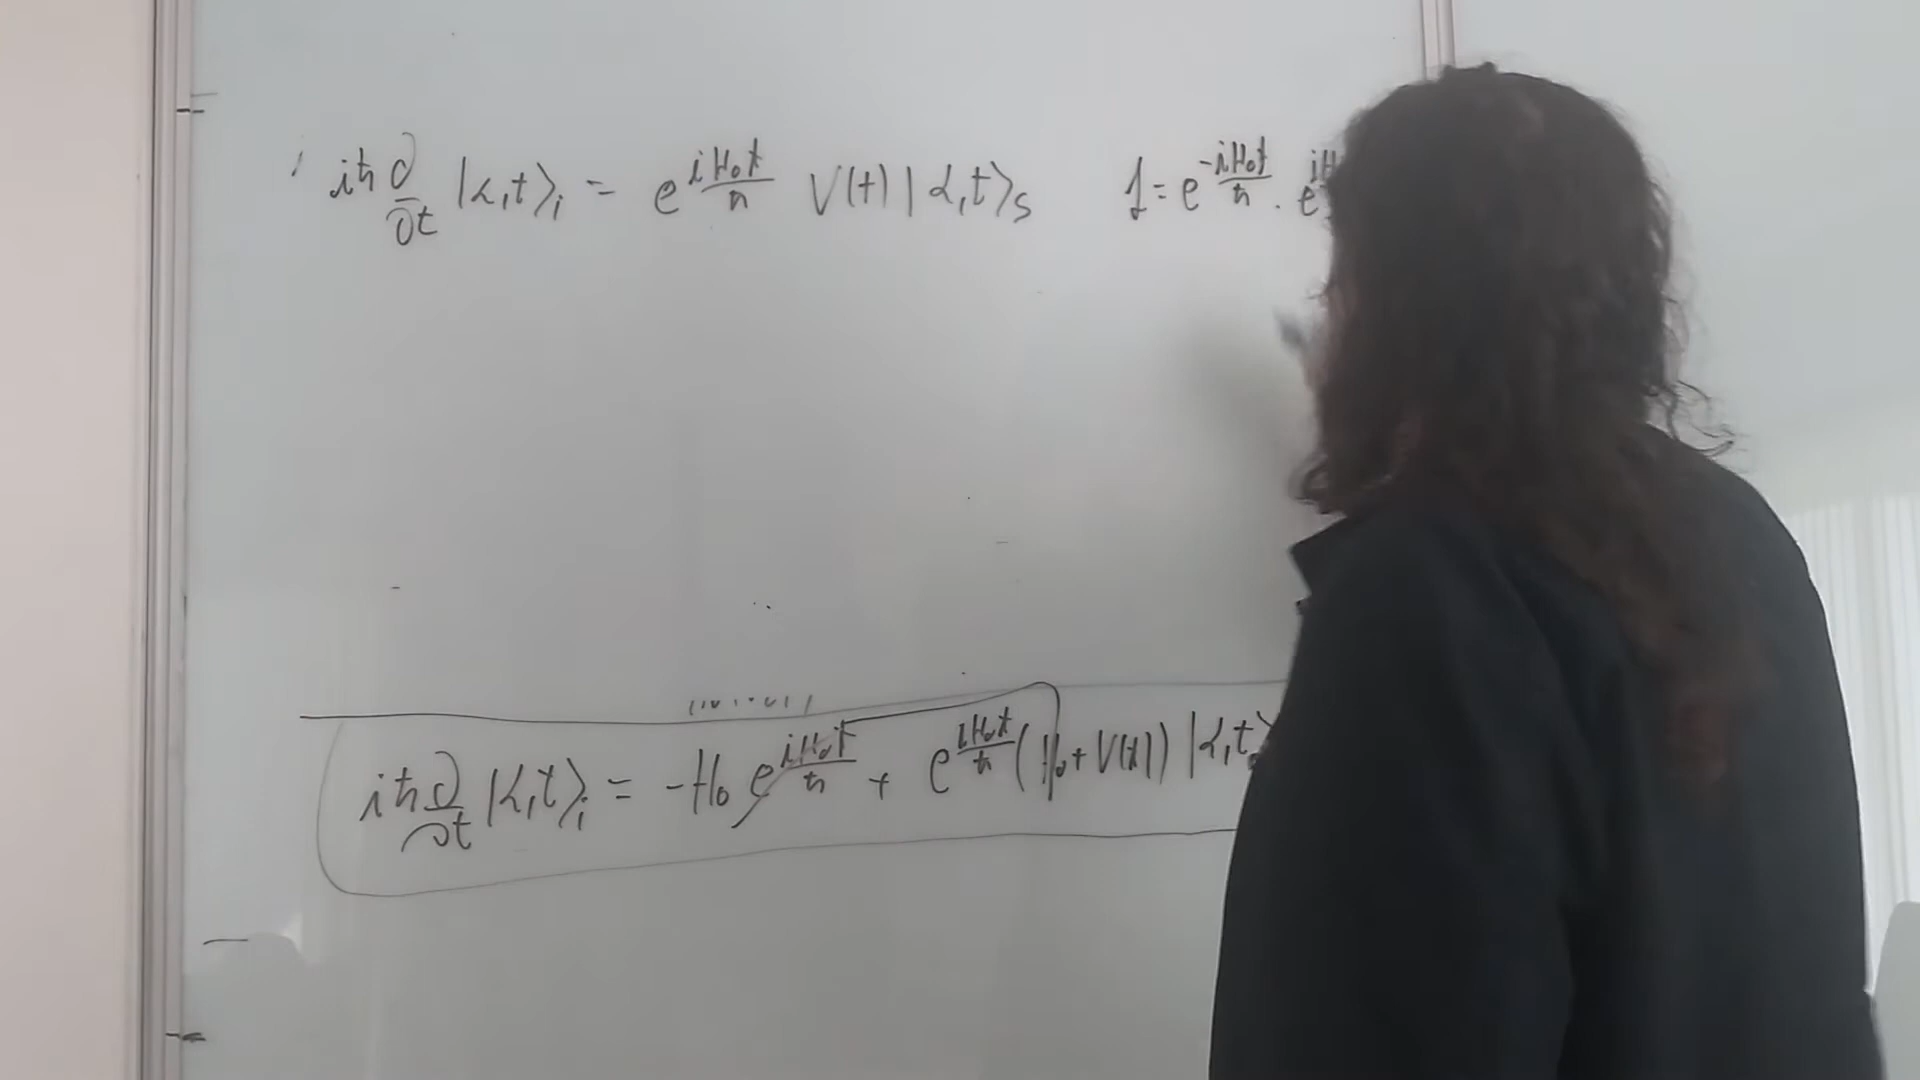 iħ ∂/∂t |α,t⟩ᵢ = e^(iH₀t/ħ) V(t) |α,t⟩ₛ 1 = e^(-iH₀t/ħ) · e^(iH
iħ ∂/∂t |α,t⟩ᵢ = -H₀ e^(iH₀t/ħ) + e^(iH₀t/ħ) (H₀ + V(t)) |α,t⟩